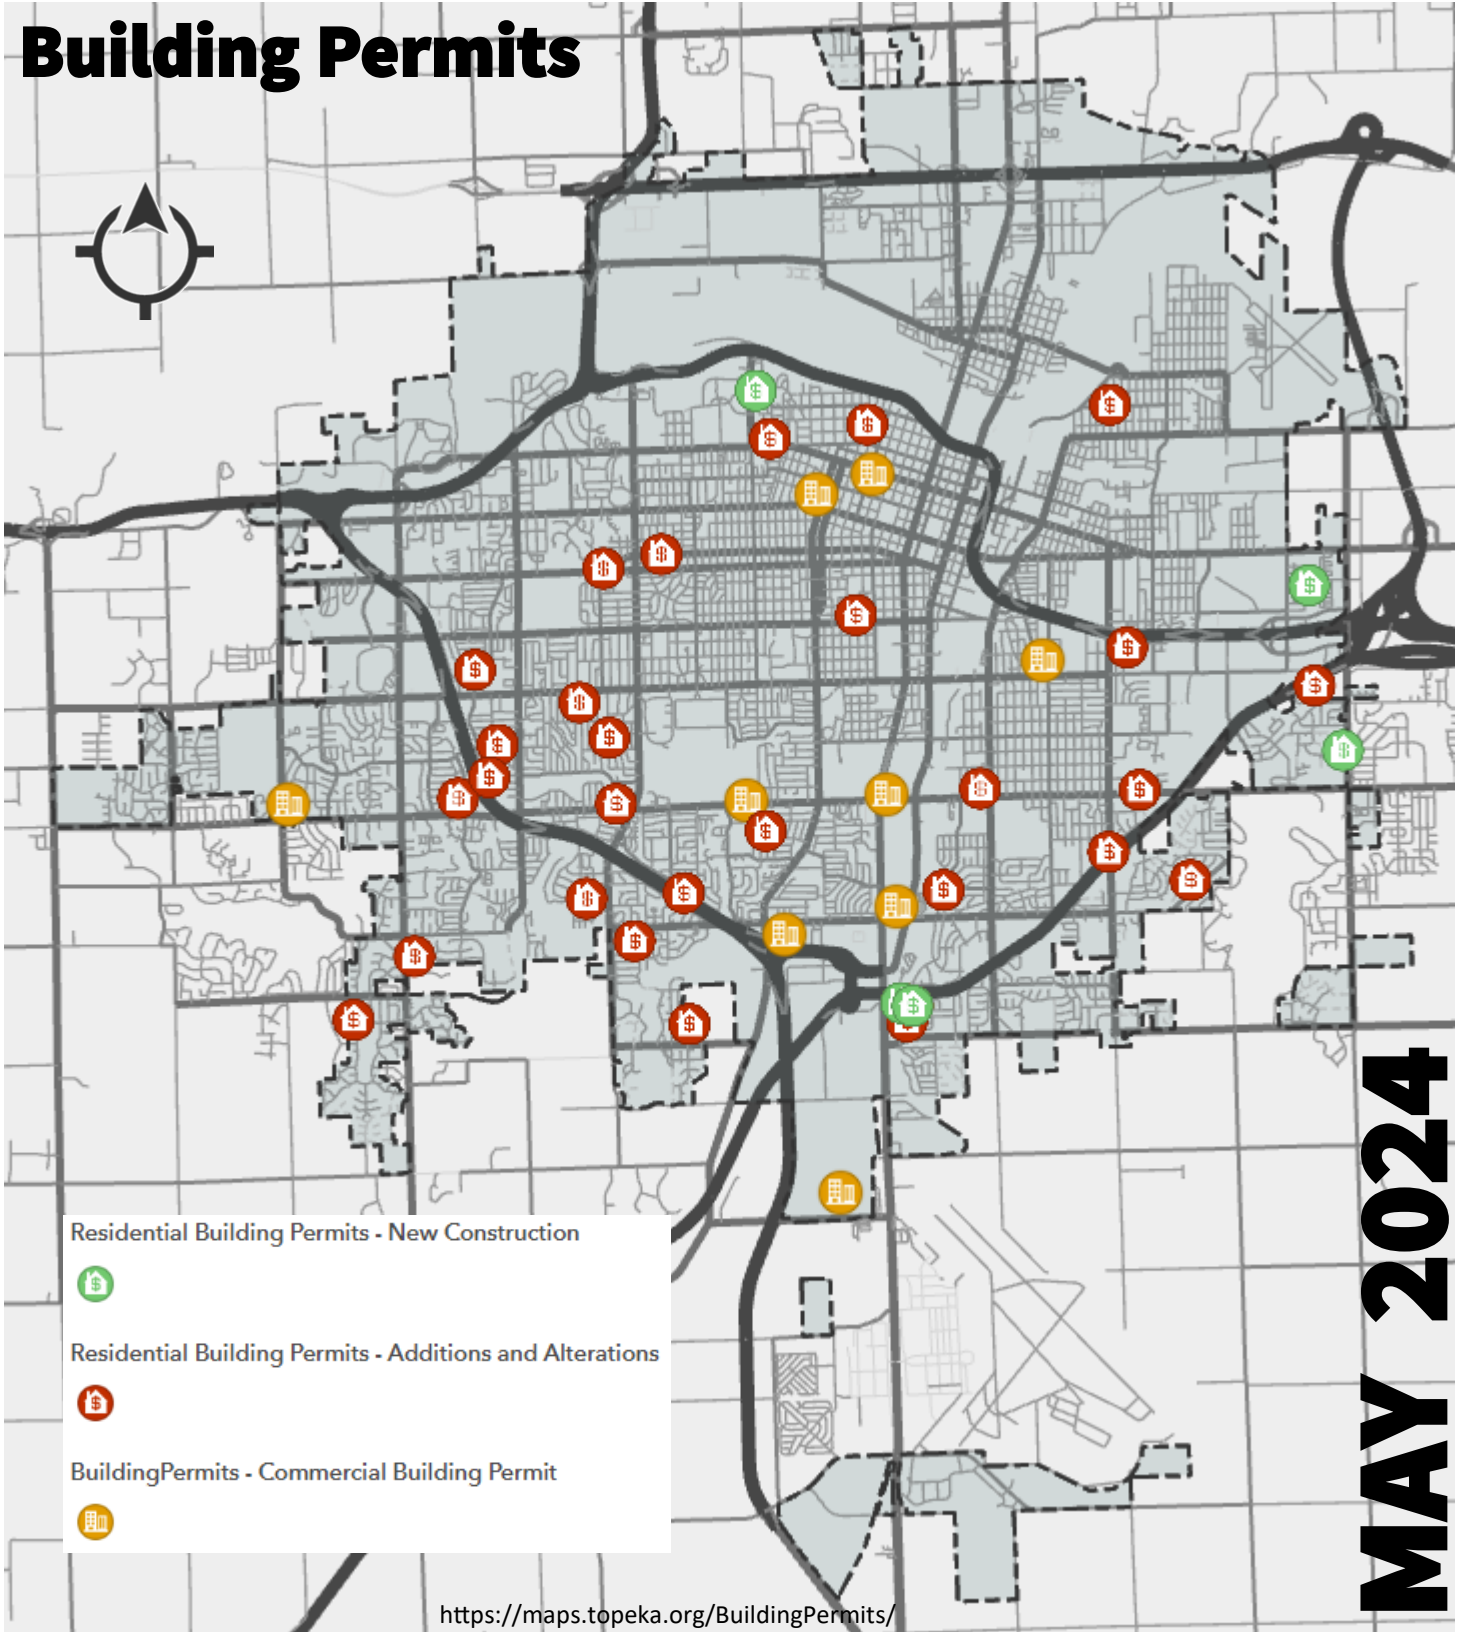 Building Permits
Residential Building Permits - New Construction
Residential Building Permits - Additions and Alterations
BuildingPermits - Commercial Building Permit
MAY 2024
https://maps.topeka.org/BuildingPermits/